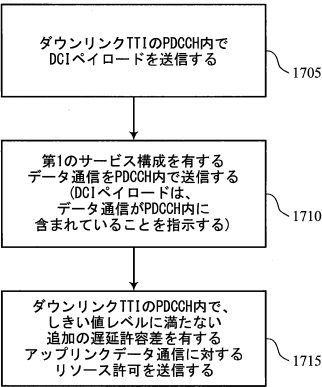 ダウンリンクTTIのPDCCH内で
DCIペイロードを送信する
1705
第1のサービス構成を有する
データ通信をPDCCH内で送信する
(DCIペイロードは、
データ通信がPDCCH内に
含まれていることを指示する)
1710
ダウンリンクTTIのPDCCH内で、
しきい値レベルに満たない
追加の遅延許容差を有する
アップリンクデータ通信に対する
リソース許可を送信する
1715